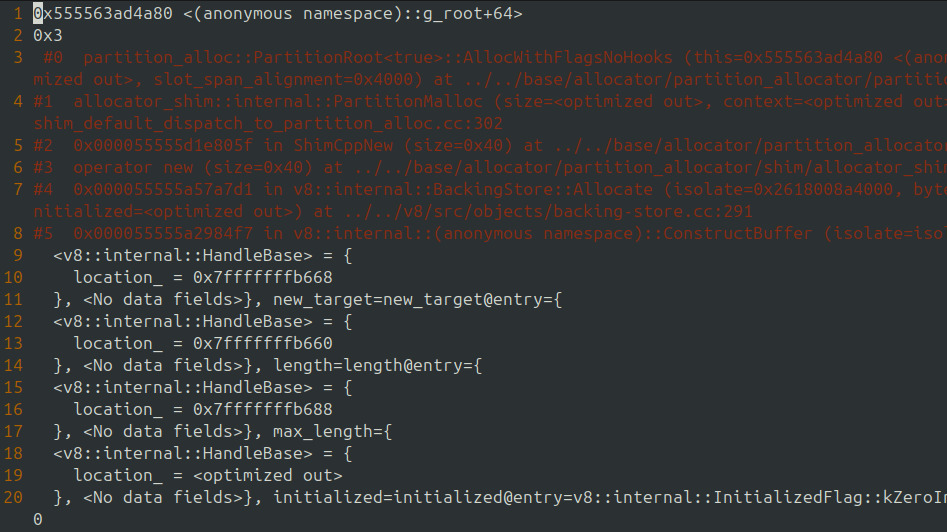 1 0x555563ad4a80 <(anonymous namespace)::g_root+64>
2 0x3
3 #0 partition_alloc::PartitionRoot<true>::AllocWithFlagsNoHooks (this=0x555563ad4a80 <(anon
mized out>, slot_span_alignment=0x4000) at ../../base/allocator/partition_allocator/partitio
4 #1 allocator_shim::internal::PartitionMalloc (size=<optimized out>, context=<optimized out
shim_default_dispatch_to_partition_alloc.cc:302
5 #2 0x000055555d1e805f in ShimCppNew (size=0x40) at ../../base/allocator/partition_allocator
6 #3 operator new (size=0x40) at ../../base/allocator/partition_allocator/shim/allocator_shim
7 #4 0x000055555a57a7d1 in v8::internal::BackingStore::Allocate (isolate=0x2618008a4000, byte
nitialized=<optimized out>) at ../../v8/src/objects/backing-store.cc:291
8 #5 0x000055555a2984f7 in v8::internal::(anonymous namespace)::ConstructBuffer (isolate=isol
9 <v8::internal::HandleBase> = {
10 location_ = 0x7fffffffb668
11 }, <No data fields>}, new_target=new_target@entry={
12 <v8::internal::HandleBase> = {
13 location_ = 0x7fffffffb660
14 }, <No data fields>}, length=length@entry={
15 <v8::internal::HandleBase> = {
16 location_ = 0x7fffffffb688
17 }, <No data fields>}, max_length={
18 <v8::internal::HandleBase> = {
19 location_ = <optimized out>
20 }, <No data fields>}, initialized=initialized@entry=v8::internal::InitializedFlag::kZeroIn
0